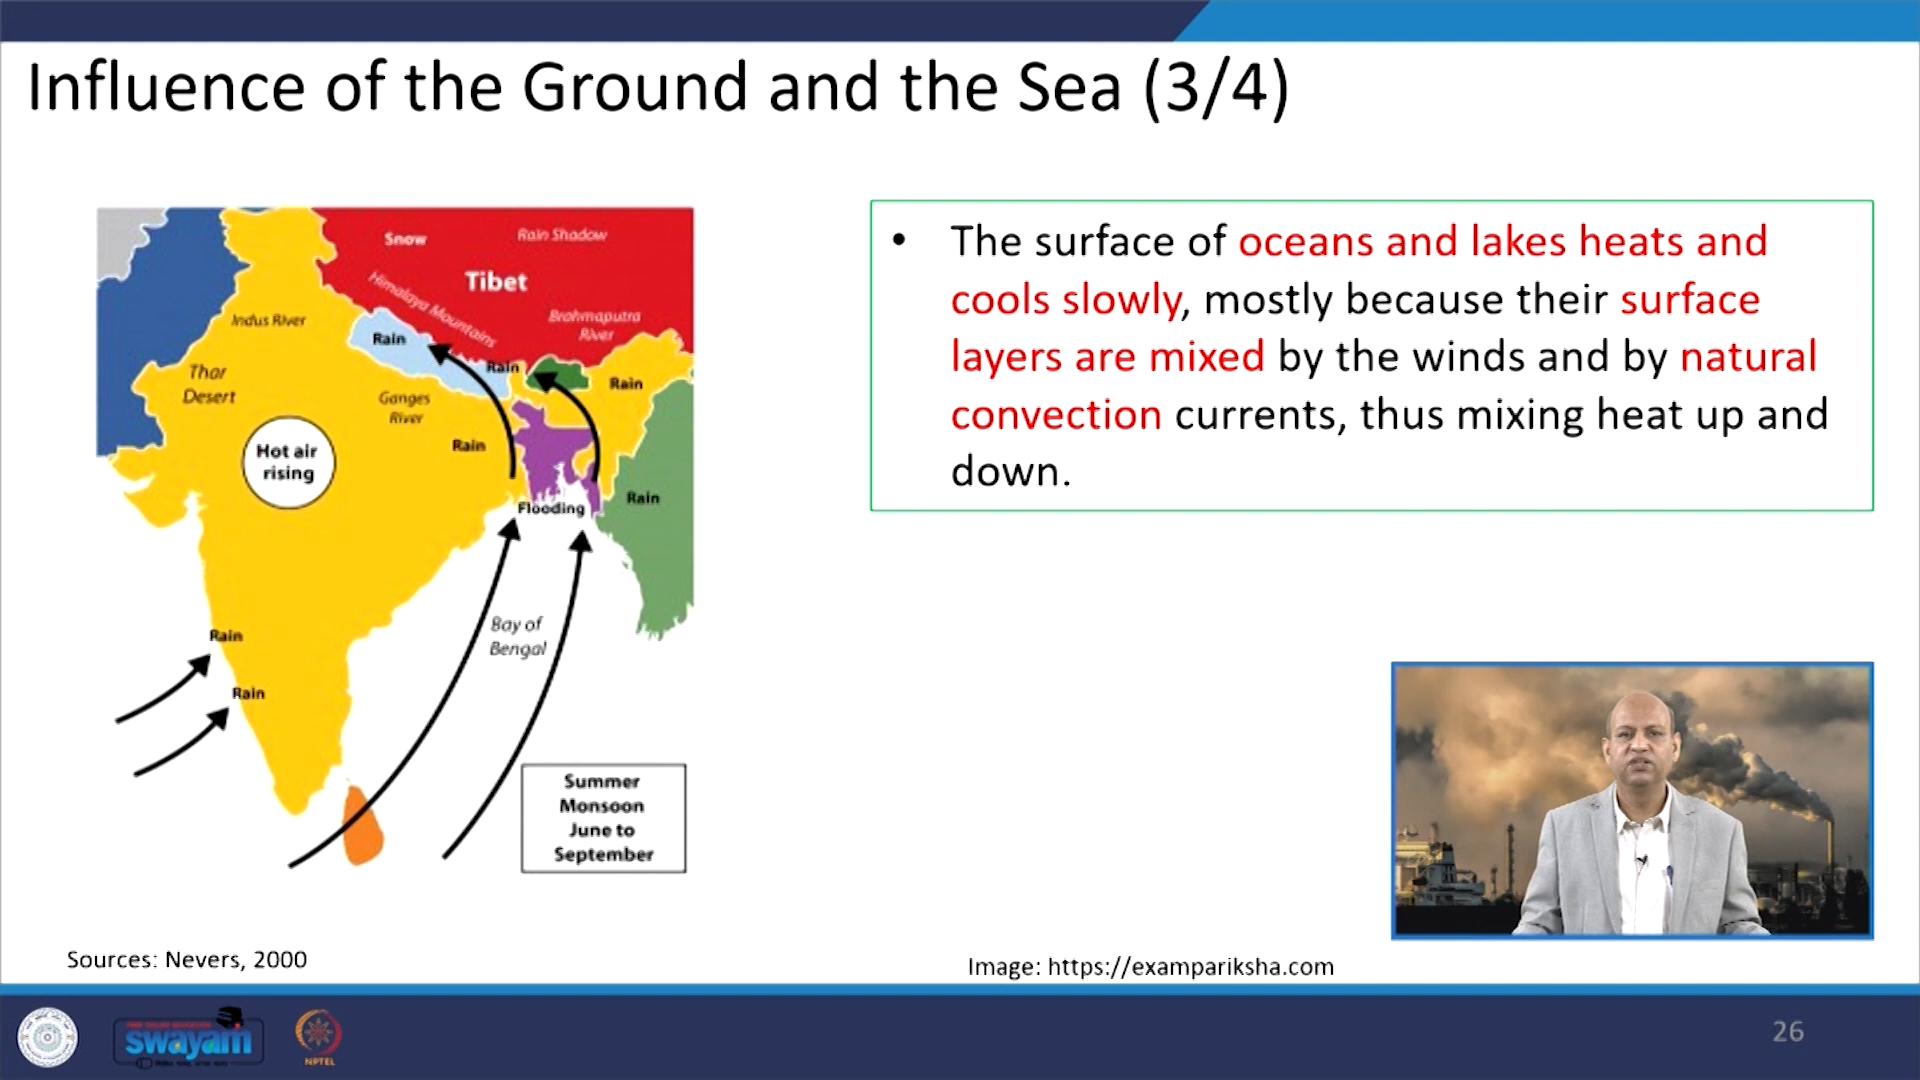 Influence of the Ground and the Sea (3/4)
Snow
Rain Shadow
Tibet
Himalaya Mountains
Brahmaputra
River
Indus River
Rain
Rain
Rain
Thar
Desert
Ganges
River
Rain
Hot air
rising
Rain
Flooding
Bay of
Bengal
Rain
Rain
Summer
Monsoon
June to
September
• The surface of oceans and lakes heats and
cools slowly, mostly because their surface
layers are mixed by the winds and by natural
convection currents, thus mixing heat up and
down.
Sources: Nevers, 2000
Image: https://exampariksha.com
swayam
NPTEL
26